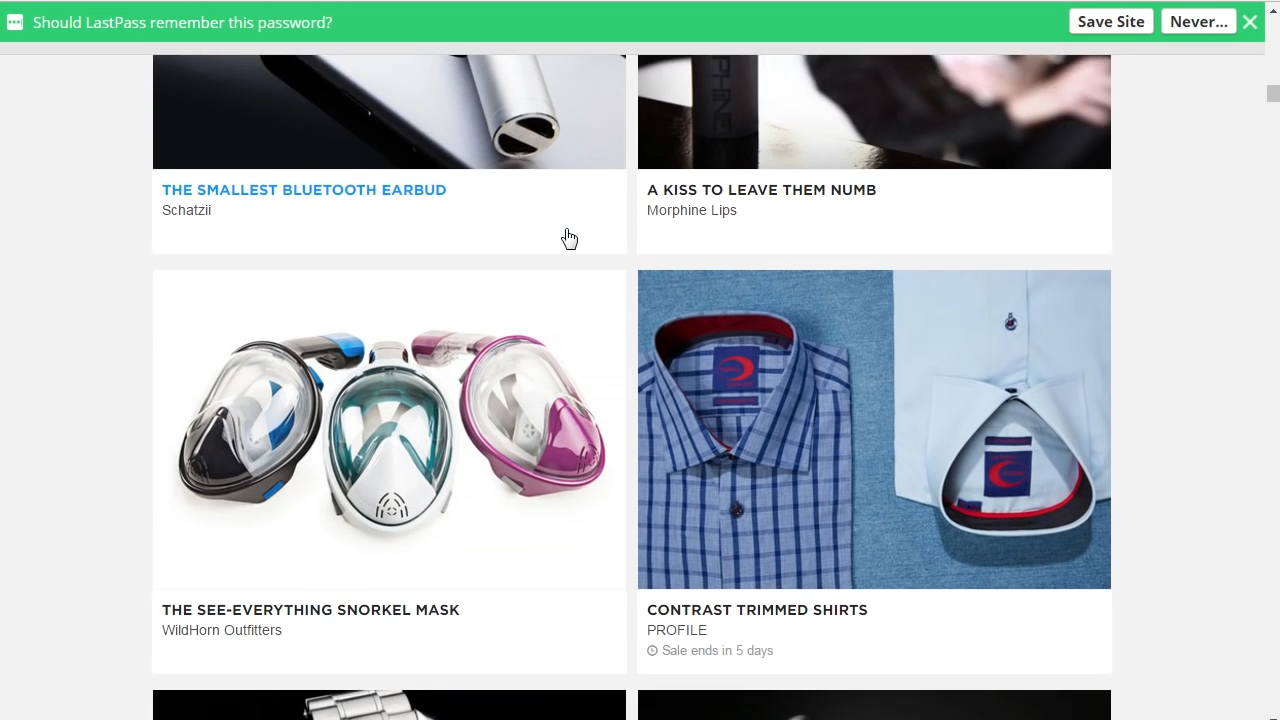 Should LastPass remember this password?
Save Site
Never...
PHINE
THE SMALLEST BLUETOOTH EARBUD
Schatzii
A KISS TO LEAVE THEM NUMB
Morphine Lips
THE SEE-EVERYTHING SNORKEL MASK
WildHorn Outfitters
CONTRAST TRIMMED SHIRTS
PROFILE
Sale ends in 5 days